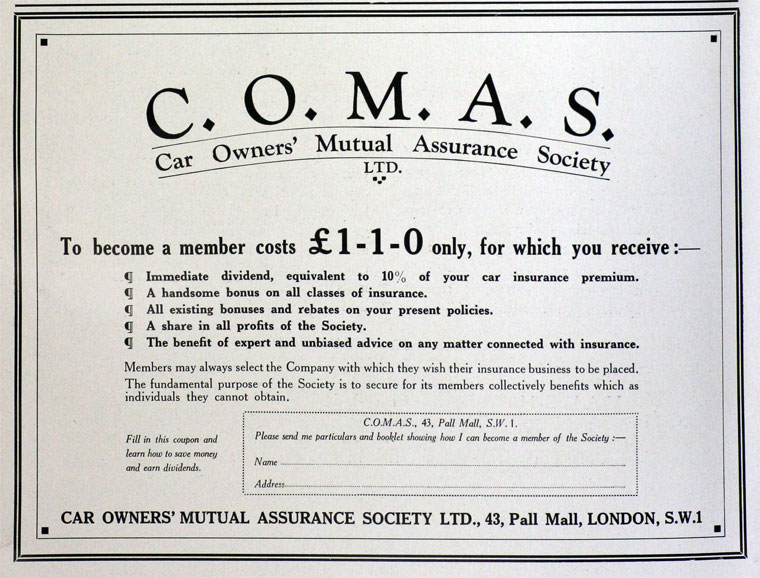 C. O. M. A. S.
Car Owners' Mutual Assurance Society
LTD.
To become a member costs £1-1-0 only, for which you receive:—
¶ Immediate dividend, equivalent to 10% of your car insurance premium.
¶ A handsome bonus on all classes of insurance.
¶ All existing bonuses and rebates on your present policies.
¶ A share in all profits of the Society.
¶ The benefit of expert and unbiased advice on any matter connected with insurance.
Members may always select the Company with which they wish their insurance business to be placed.
The fundamental purpose of the Society is to secure for its members collectively benefits which as
individuals they cannot obtain.
Fill in this coupon and
learn how to save money
and earn dividends.
C.O.M.A.S., 43, Pall Mall, S.W.1.
Please send me particulars and booklet showing how I can become a member of the Society :—
Name
Address
CAR OWNERS' MUTUAL ASSURANCE SOCIETY LTD., 43, Pall Mall, LONDON, S.W.1